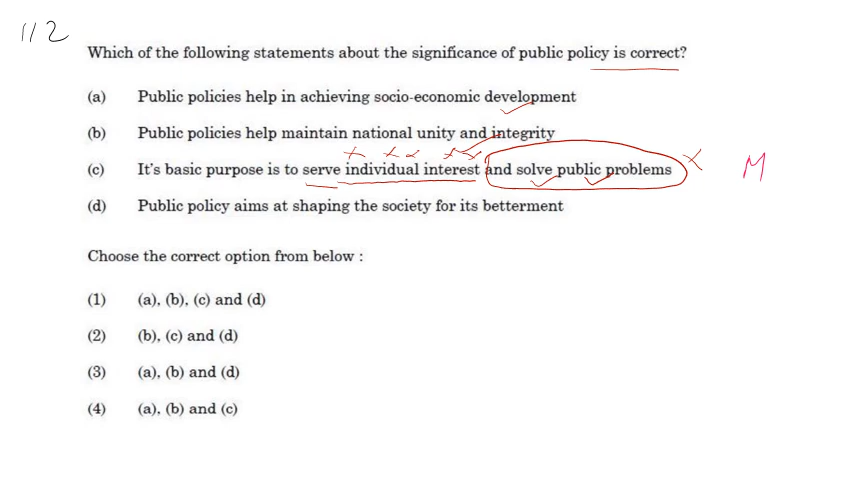 112
Which of the following statements about the significance of public policy is correct?
(a) Public policies help in achieving socio-economic development
(b) Public policies help maintain national unity and integrity
(c) It's basic purpose is to serve individual interest and solve public problems
M
(d) Public policy aims at shaping the society for its betterment
Choose the correct option from below :
(1) (a), (b), (c) and (d)
(2) (b), (c) and (d)
(3) (a), (b) and (d)
(4) (a), (b) and (c)